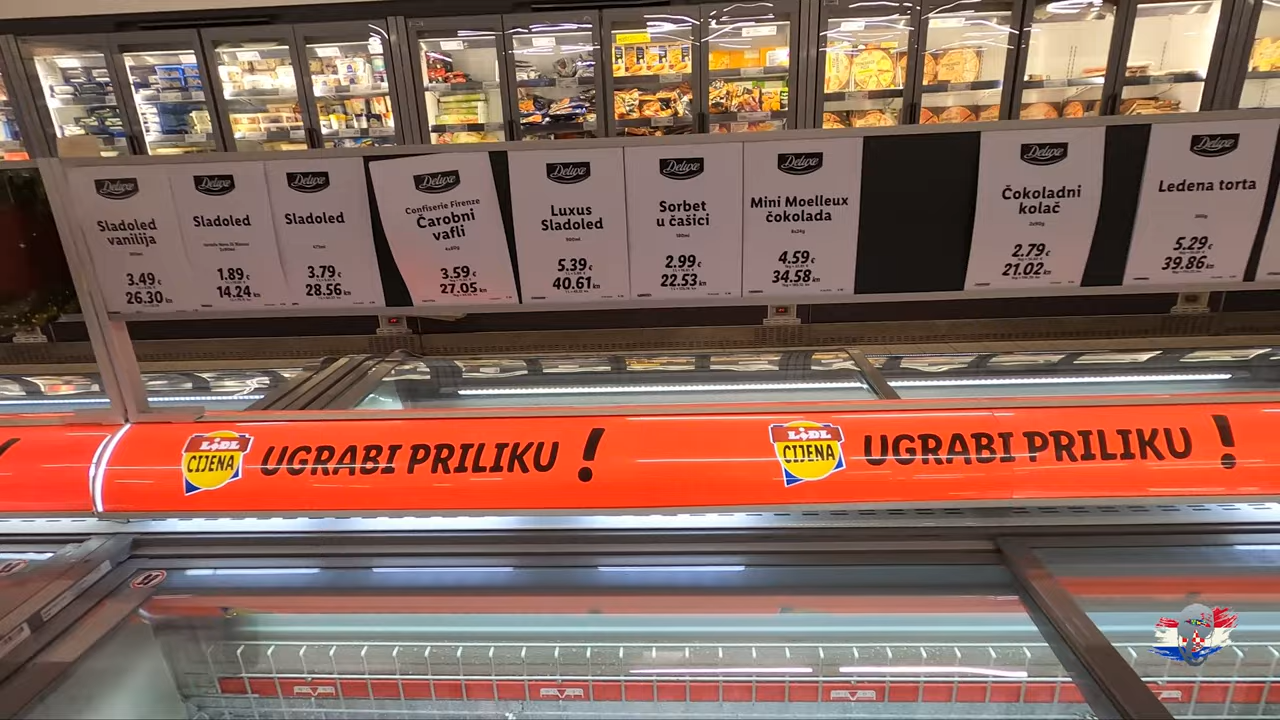 Deluxe
Sladoled
vanilija
3.49 €
26.30 kn
Deluxe
Sladoled
1.89 €
14.24 kn
Deluxe
Sladoled
3.79 €
28.56 kn
Deluxe
Confiserie Firenze
Čarobni
vafli
3.59 €
27.05 kn
Deluxe
Luxus
Sladoled
5.39 €
40.61 kn
Deluxe
Sorbet
u čašici
2.99 €
22.53 kn
Deluxe
Mini Moelleux
čokolada
4.59 €
34.58 kn
Deluxe
Čokoladni
kolač
2.79 €
21.02 kn
Deluxe
Ledena torta
5.29 €
39.86 kn
LIDL
CIJENA
UGRABI PRILIKU !
LIDL
CIJENA
UGRABI PRILIKU !